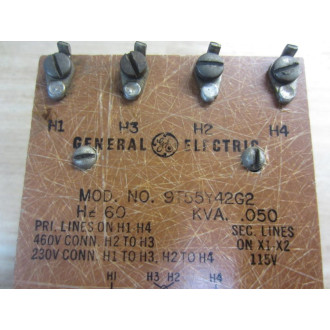 H1 H3 H2 H4
GENERAL GE ELECTRIC
MOD. NO. 9T55Y42G2
Hz 60 KVA. .050
PRI. LINES ON H1-H4 SEC. LINES
460V CONN. H2 TO H3 ON X1-X2
230V CONN. H1 TO H3, H2 TO H4 115V
H1 H3 H2 H4